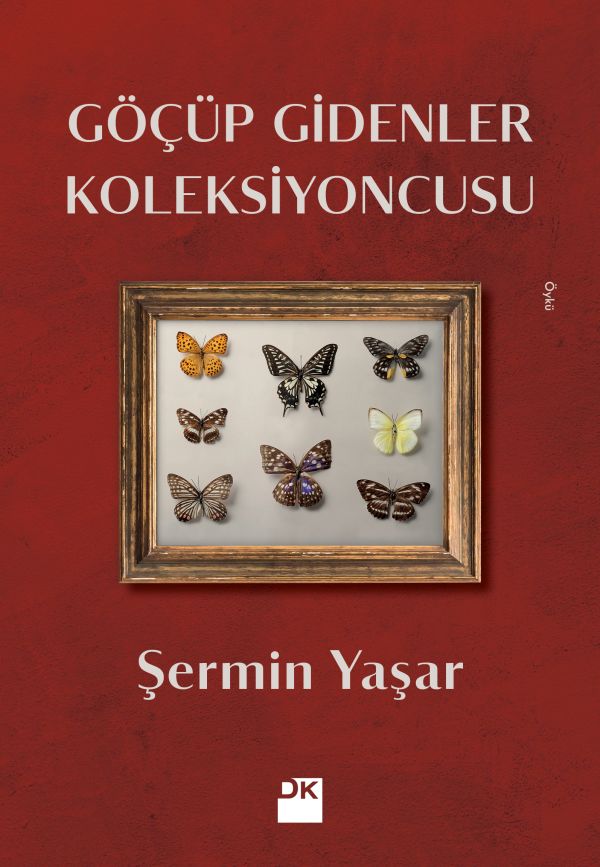 GÖÇÜP GİDENLER
KOLEKSİYONCUSU
Öykü
Şermin Yaşar
DK